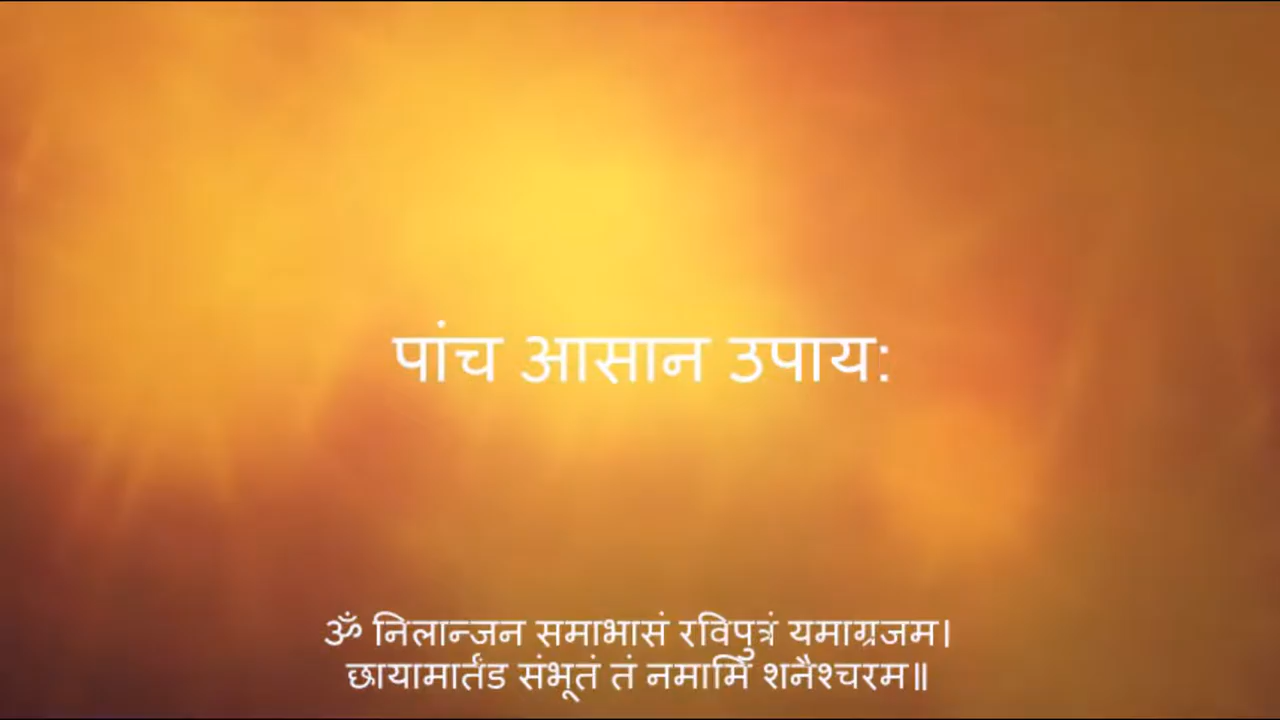 पांच आसान उपाय:
ॐ निलान्जन समाभासं रविपुत्रं यमाग्रजम।
छायामार्तंड संभूतं तं नमामि शनैश्चरम॥